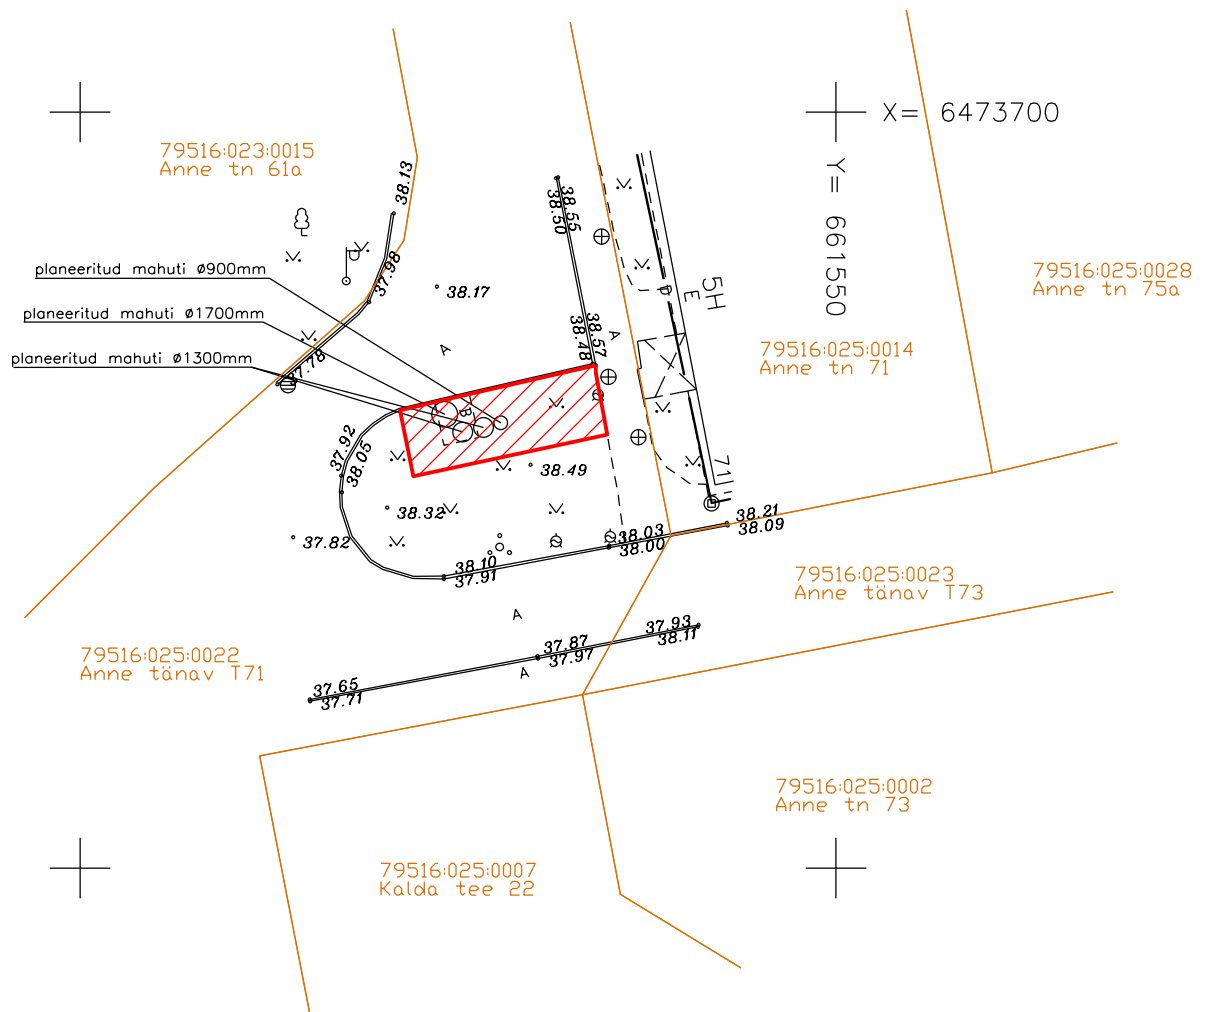 X= 6473700
79516:023:0015
Anne tn 61a
38.13
Y= 661550
38.55
38.50
planeeritud mahuti ø900mm
37.98
38.17
5H
E
79516:025:0028
Anne tn 75a
planeeritud mahuti ø1700mm
A
38.57
38.48
A
79516:025:0014
Anne tn 71
planeeritud mahuti ø1300mm
37.78
B
37.92
38.05
38.49
71
38.32
38.21
38.09
37.82
38.03
38.00
38.10
37.91
79516:025:0023
Anne tänav T73
A
37.93
38.11
37.87
37.97
79516:025:0022
Anne tänav T71
A
37.65
37.71
79516:025:0002
Anne tn 73
79516:025:0007
Kalda tee 22